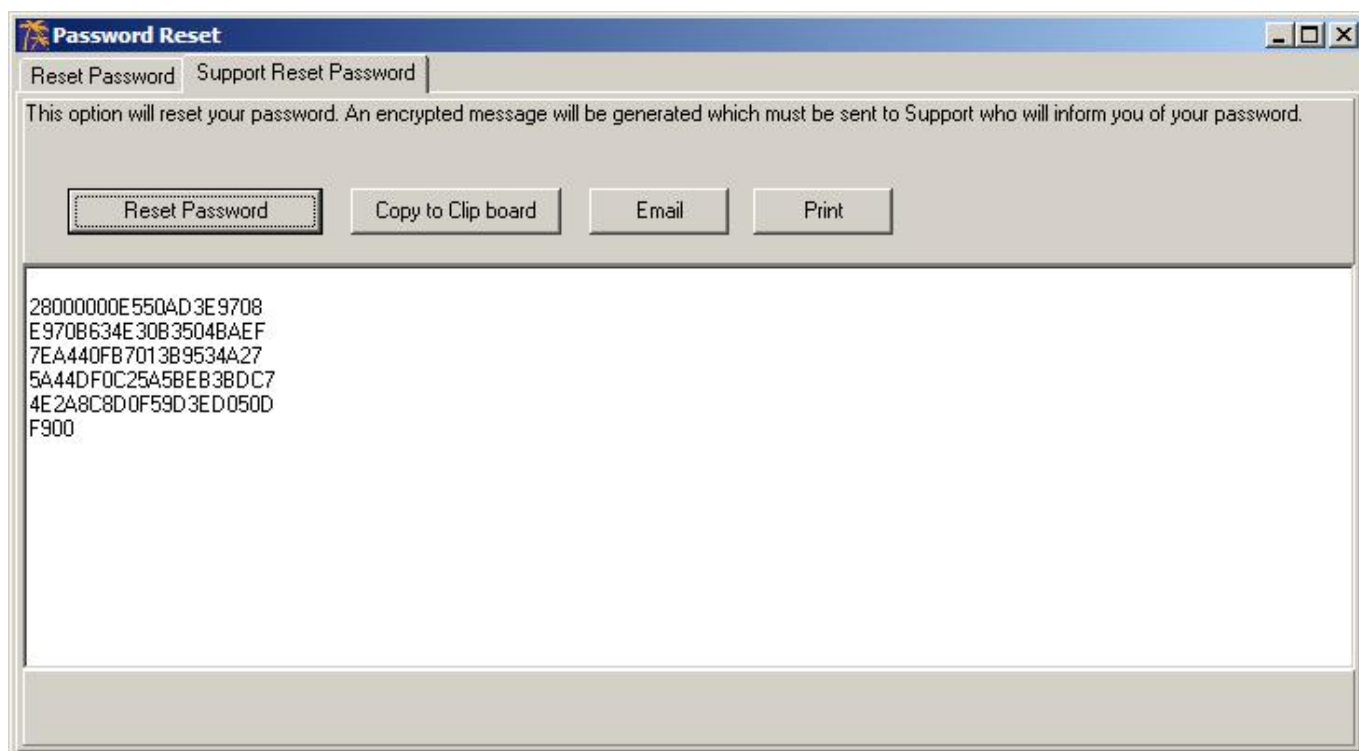 Password Reset
Reset Password
Support Reset Password
This option will reset your password. An encrypted message will be generated which must be sent to Support who will inform you of your password.
Reset Password
Copy to Clip board
Email
Print
28000000E550AD3E9708
E970B634E30B3504BAEF
7EA440FB7013B9534A27
5A44DF0C25A5BEB3BDC7
4E2A8C8D0F59D3ED050D
F900